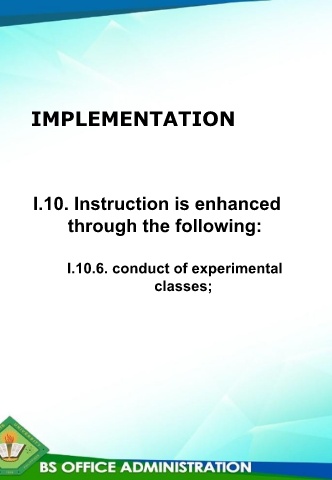 IMPLEMENTATION
I.10. Instruction is enhanced
through the following:
I.10.6. conduct of experimental
classes;
BS OFFICE ADMINISTRATION